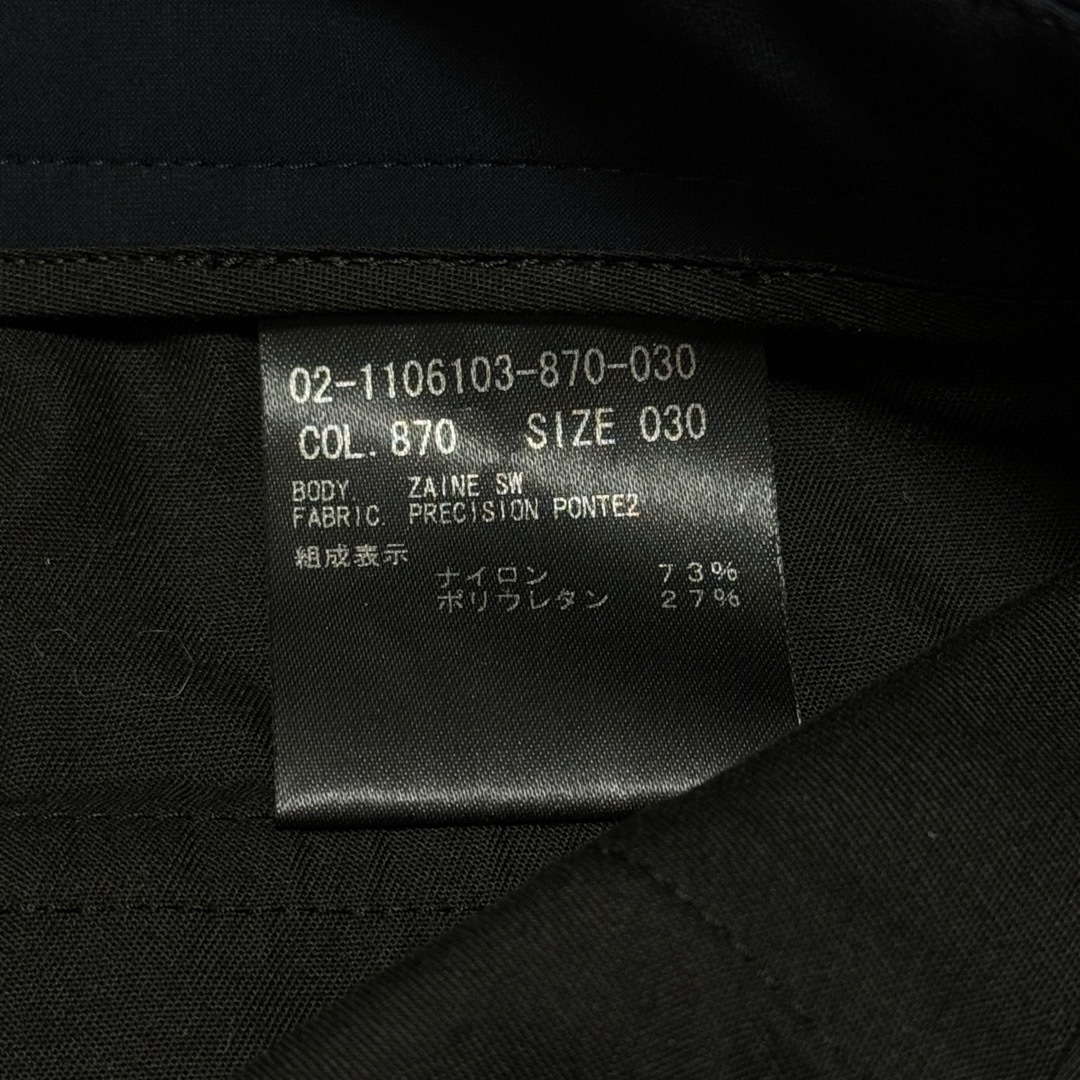 02-1106103-870-030
COL. 870 SIZE 030
BODY ZAINE SW
FABRIC PRECISION PONTE2
組成表示
ナイロン 73%
ポリウレタン 27%